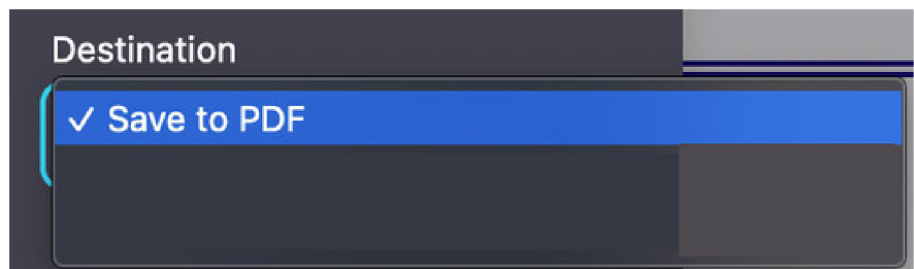 Destination
✓ Save to PDF